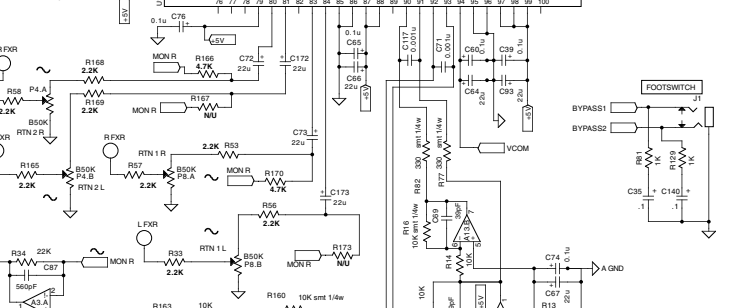 76 77 78 79 80 81 82 83 84 85 86 87 88 89 90 91 92 93 94 95 96 97 98 99 100
+5V
C76
0.1u
+5V
MON R
R166
4.7K
C72
22u
C172
22u
0.1u
C65
C66
22u
+5V
C117
0.001u
C71
0.001u
C60
0.1u
C39
0.1u
C64
22u
C93
22u
+5V
FOOTSWITCH
J1
BYPASS1
BYPASS2
R81
1K
R129
1K
C35
.1
C140
.1
R FXR
R168
2.2K
P4.A
R58
2.2K
R169
2.2K
B50K
RTN 2 R
MON R
R167
N/U
C73
22u
VCOM
330 smt 1/4w
R82
330 smt 1/4w
R77
XR
R FXR
RTN 1 R
2.2K
R53
R165
2.2K
B50K
P4.B
RTN 2 L
R57
2.2K
B50K
P8.A
MON R
R170
4.7K
C173
22u
R56
2.2K
L FXR
RTN 1 L
R33
2.2K
B50K
P8.B
MON R
R173
N/U
R16
10K smt 1/4w
C69
39pF
A13.B
7
6
5
R14
10K
C74
0.1u
A GND
C67
22u
R13
R34
22K
C87
560pF
A3.A
2
MON R
R163
10K
R160
10K smt 1/4w
10K
+5V
1